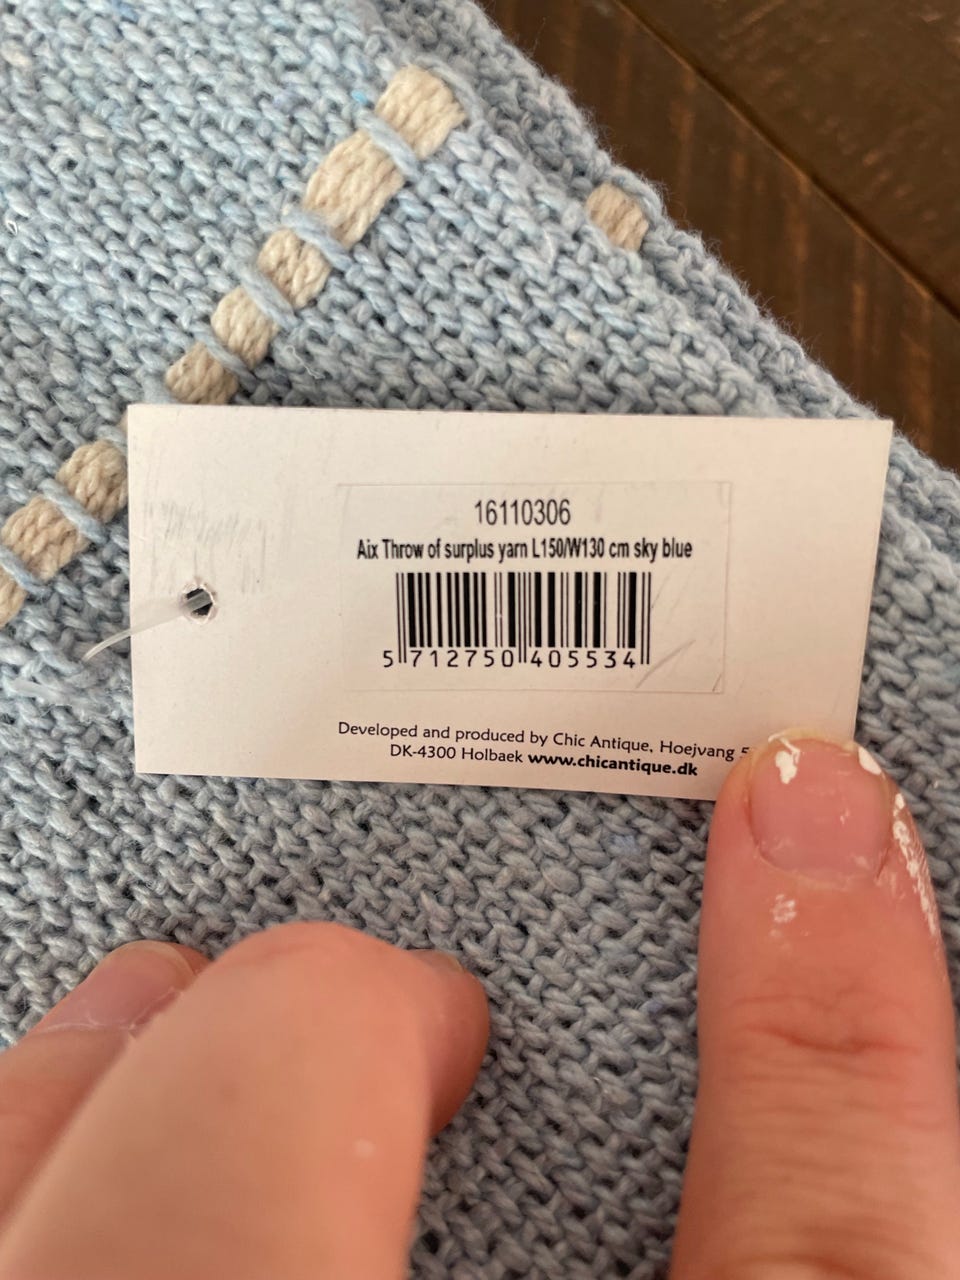 16110306
Aix Throw of surplus yarn L150/W130 cm sky blue
5 712750 405534
Developed and produced by Chic Antique, Hoejvang
DK-4300 Holbaek www.chicantique.dk